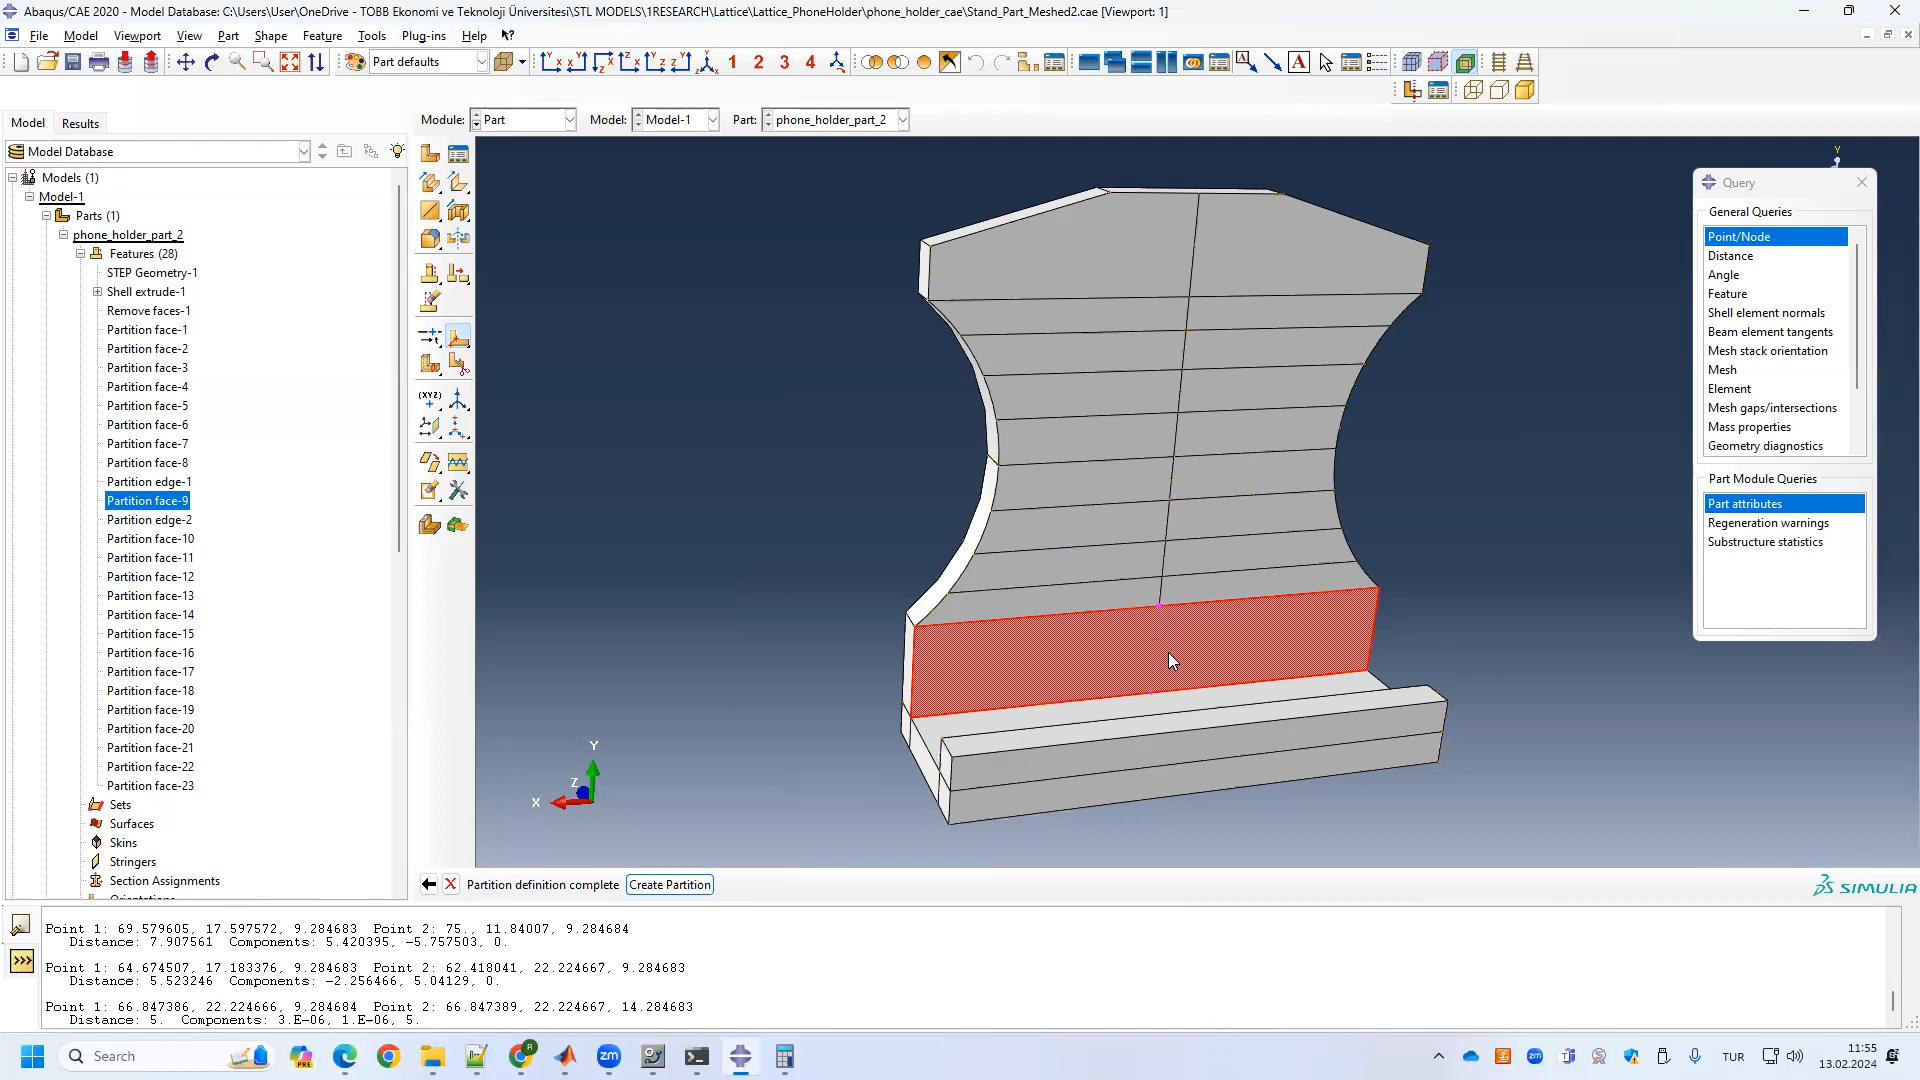 Abaqus/CAE 2020 - Model Database: C:\Users\User\OneDrive - TOBB Ekonomi ve Teknoloji Üniversitesi\STL MODELS\1RESEARCH\Lattice\Lattice_PhoneHolder\phone_holder_cae\Stand_Part_Meshed2.cae [Viewport: 1]
File Model Viewport View Part Shape Feature Tools Plug-ins Help
Part defaults
1 2 3 4
Model Results
Module: Part Model: Model-1 Part: phone_holder_part_2
Model Database
Models (1)
Model-1
Parts (1)
phone_holder_part_2
Features (28)
STEP Geometry-1
Shell extrude-1
Remove faces-1
Partition face-1
Partition face-2
Partition face-3
Partition face-4
Partition face-5
Partition face-6
Partition face-7
Partition face-8
Partition edge-1
Partition face-9
Partition edge-2
Partition face-10
Partition face-11
Partition face-12
Partition face-13
Partition face-14
Partition face-15
Partition face-16
Partition face-17
Partition face-18
Partition face-19
Partition face-20
Partition face-21
Partition face-22
Partition face-23
Sets
Surfaces
Skins
Stringers
Section Assignments
(XYZ)
Y
Query
General Queries
Point/Node
Distance
Angle
Feature
Shell element normals
Beam element tangents
Mesh stack orientation
Mesh
Element
Mesh gaps/intersections
Mass properties
Geometry diagnostics
Part Module Queries
Part attributes
Regeneration warnings
Substructure statistics
Y
Z
X
Partition definition complete Create Partition
SIMULIA
Point 1: 69.579605, 17.597572, 9.284683 Point 2: 75., 11.84007, 9.284684
Distance: 7.907561 Components: 5.420395, -5.757503, 0.
Point 1: 64.674507, 17.183376, 9.284683 Point 2: 62.418041, 22.224667, 9.284683
Distance: 5.523246 Components: -2.256466, 5.04129, 0.
Point 1: 66.847386, 22.224666, 9.284684 Point 2: 66.847389, 22.224667, 14.284683
Distance: 5. Components: 3.E-06, 1.E-06, 5.
>>>
Search
PRE
R
zm
zm
TUR
11:55
13.02.2024